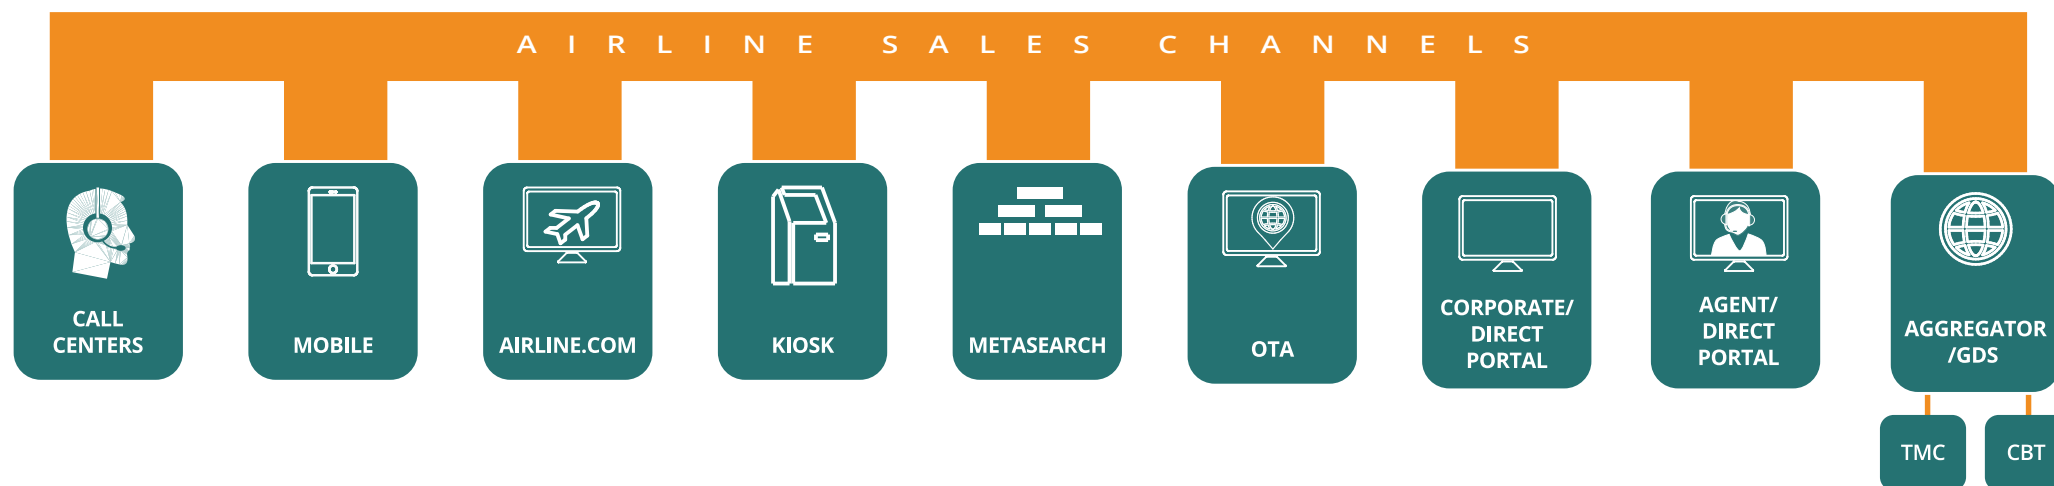 AIRLINE SALES CHANNELS
CALL
CENTERS
MOBILE
AIRLINE.COM
KIOSK
METASEARCH
OTA
CORPORATE/
DIRECT
PORTAL
AGENT/
DIRECT
PORTAL
AGGREGATOR
/GDS
TMC
CBT